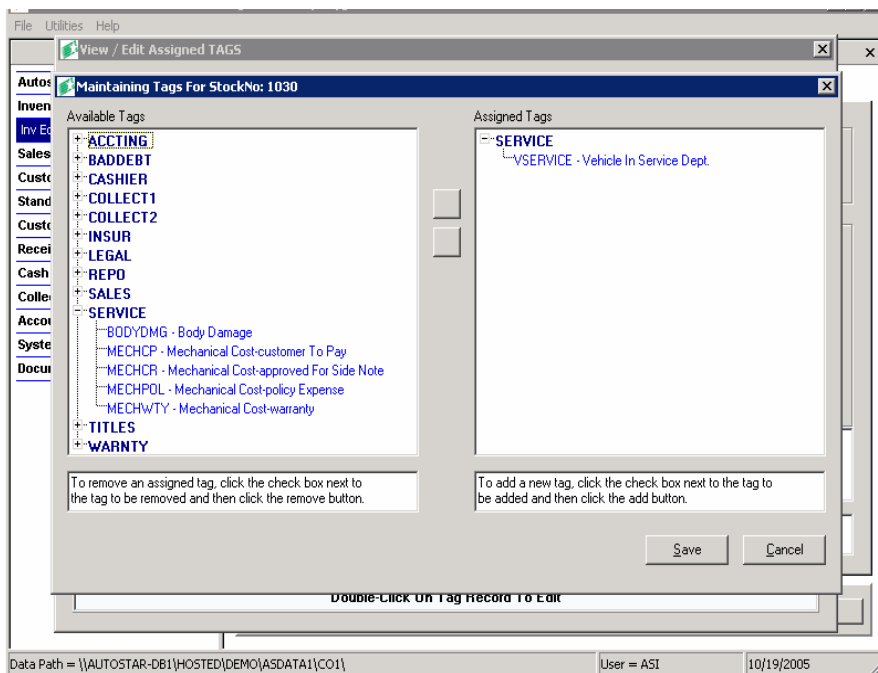 File Utilities Help
View / Edit Assigned TAGS
Maintaining Tags For StockNo: 1030
Autos
Inven
Inv Ed
Sales
Custo
Stand
Custo
Recei
Cash
Colle
Accou
Syste
Docum
Available Tags
ACCTING
BADDEBT
CASHIER
COLLECT1
COLLECT2
INSUR
LEGAL
REPO
SALES
SERVICE
BODYDMG - Body Damage
MECHCP - Mechanical Cost-customer To Pay
MECHCR - Mechanical Cost-approved For Side Note
MECHPOL - Mechanical Cost-policy Expense
MECHWTY - Mechanical Cost-warranty
TITLES
WARNTY
To remove an assigned tag, click the check box next to
the tag to be removed and then click the remove button.
Assigned Tags
SERVICE
VSERVICE - Vehicle In Service Dept.
To add a new tag, click the check box next to the tag to
be added and then click the add button.
Save Cancel
Double-Click On Tag Record To Edit
Data Path = \\AUTOSTAR-DB1\HOSTED\DEMO\ASDATA1\CO1\ User = ASI 10/19/2005